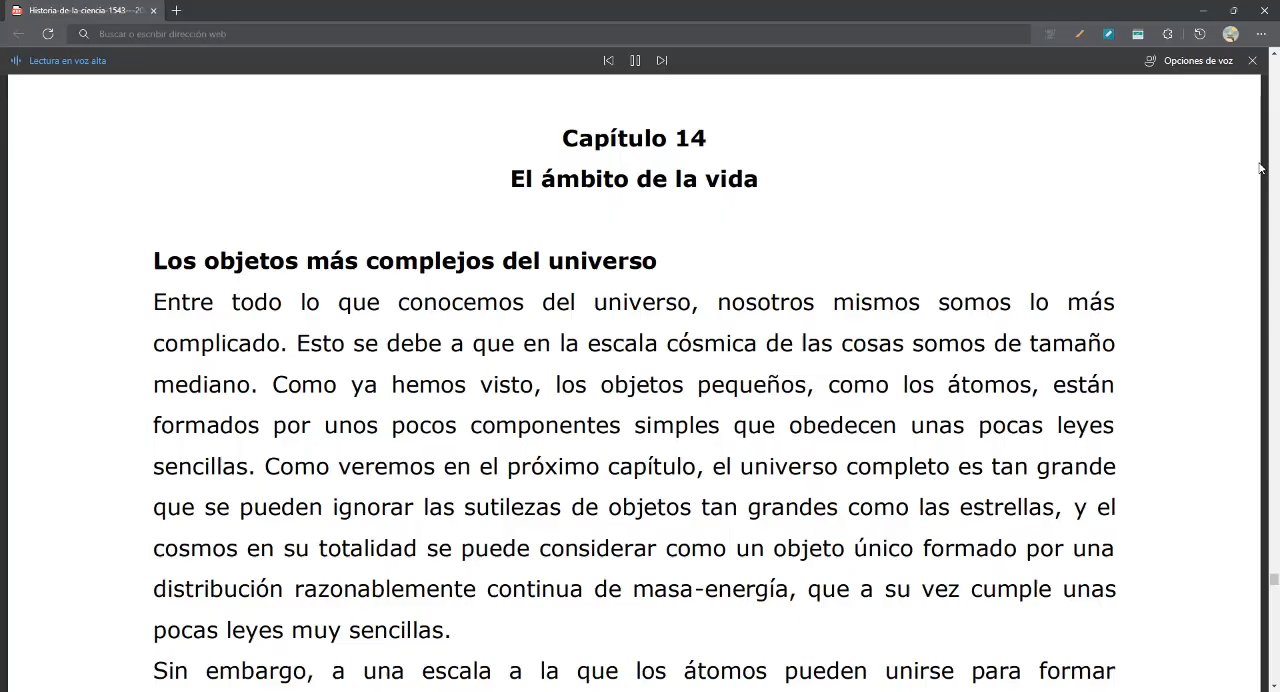 Historia-de-la-ciencia-1543---20
Buscar o escribir dirección web
Lectura en voz alta
Opciones de voz
Capítulo 14
El ámbito de la vida
Los objetos más complejos del universo
Entre todo lo que conocemos del universo, nosotros mismos somos lo más
complicado. Esto se debe a que en la escala cósmica de las cosas somos de tamaño
mediano. Como ya hemos visto, los objetos pequeños, como los átomos, están
formados por unos pocos componentes simples que obedecen unas pocas leyes
sencillas. Como veremos en el próximo capítulo, el universo completo es tan grande
que se pueden ignorar las sutilezas de objetos tan grandes como las estrellas, y el
cosmos en su totalidad se puede considerar como un objeto único formado por una
distribución razonablemente continua de masa-energía, que a su vez cumple unas
pocas leyes muy sencillas.
Sin embargo, a una escala a la que los átomos pueden unirse para formar